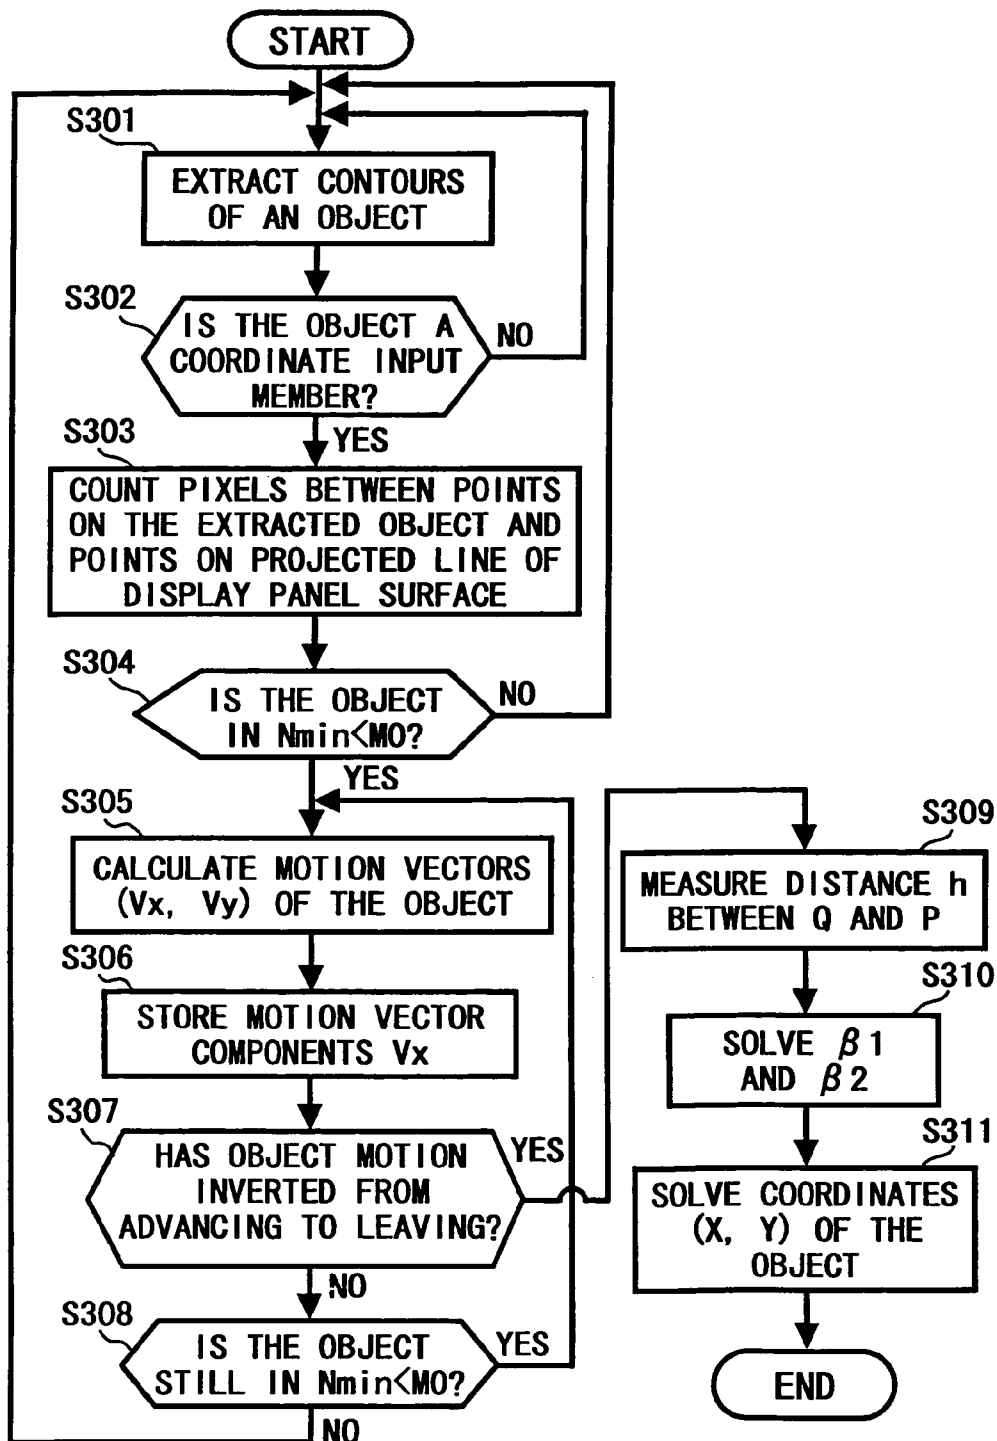 START
S301
EXTRACT CONTOURS
OF AN OBJECT
S302
IS THE OBJECT A
COORDINATE INPUT
MEMBER?
NO
YES
S303
COUNT PIXELS BETWEEN POINTS
ON THE EXTRACTED OBJECT AND
POINTS ON PROJECTED LINE OF
DISPLAY PANEL SURFACE
S304
IS THE OBJECT
IN Nmin<M0?
NO
YES
S305
CALCULATE MOTION VECTORS
(Vx, Vy) OF THE OBJECT
S306
STORE MOTION VECTOR
COMPONENTS Vx
S307
HAS OBJECT MOTION
INVERTED FROM
ADVANCING TO LEAVING?
YES
NO
S308
IS THE OBJECT
STILL IN Nmin<M0?
YES
NO
S309
MEASURE DISTANCE h
BETWEEN Q AND P
S310
SOLVE β1
AND β2
S311
SOLVE COORDINATES
(X, Y) OF THE
OBJECT
END